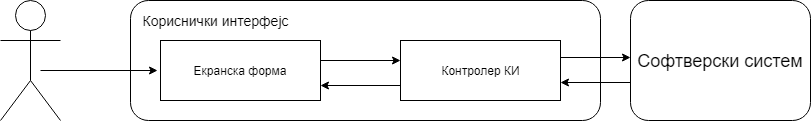 Кориснички интерфејс
Екранска форма
Контролер КИ
Софтверски систем